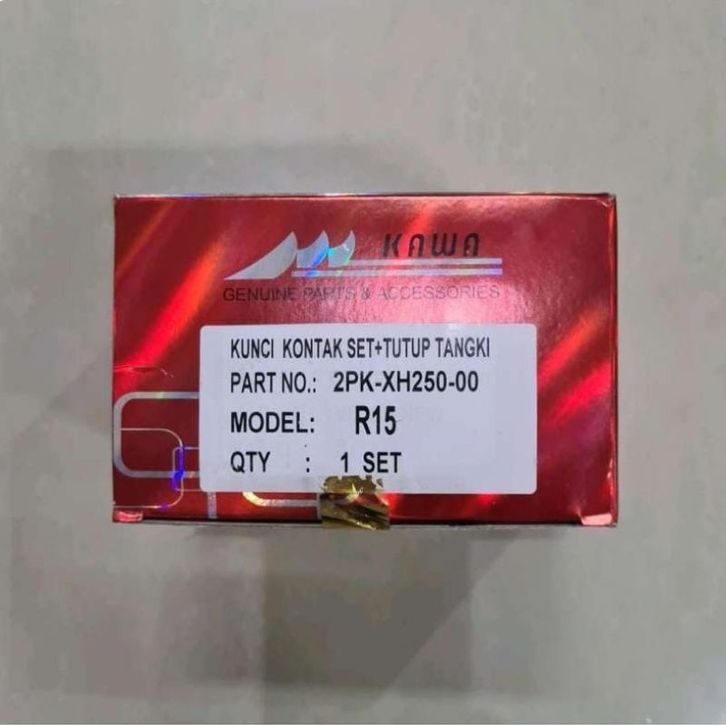 KAWA
GENUINE PARTS & ACCESSORIES
KUNCI KONTAK SET+TUTUP TANGKI
PART NO.: 2PK-XH250-00
MODEL: R15
QTY : 1 SET